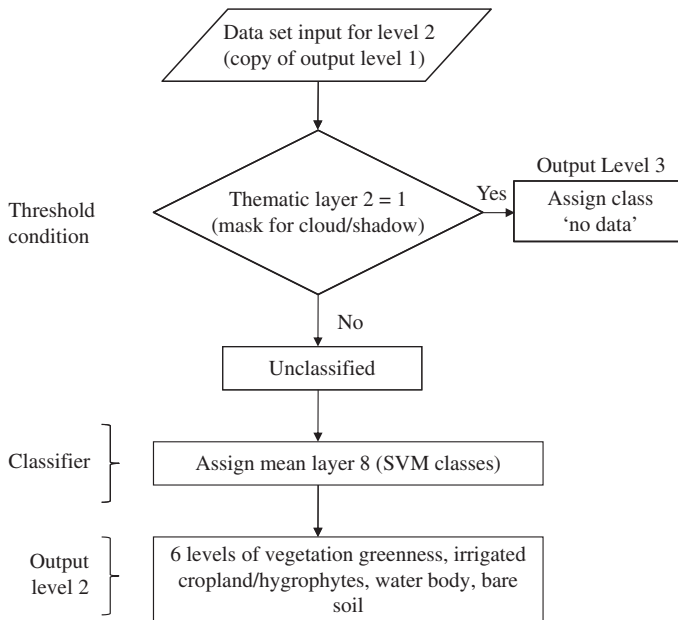 Data set input for level 2
(copy of output level 1)
Output Level 3
Threshold
condition
Thematic layer 2 = 1
(mask for cloud/shadow)
Yes
Assign class
‘no data’
No
Unclassified
Classifier
Assign mean layer 8 (SVM classes)
Output
level 2
6 levels of vegetation greenness, irrigated
cropland/hygrophytes, water body, bare
soil